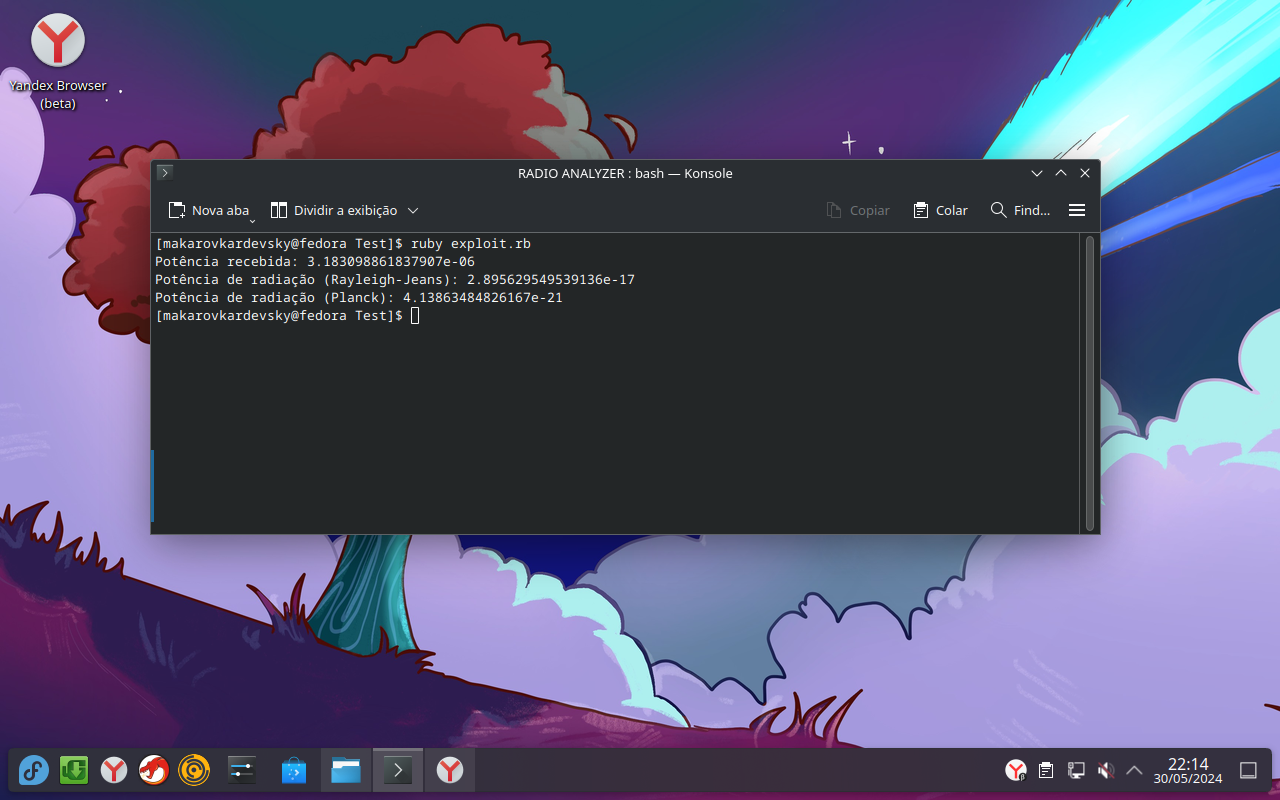 Yandex Browser
(beta)
RADIO ANALYZER : bash — Konsole
Nova aba
Dividir a exibição
Copiar
Colar
Find...
[makarovkardevsky@fedora Test]$ ruby exploit.rb
Potência recebida: 3.183098861837907e-06
Potência de radiação (Rayleigh-Jeans): 2.895629549539136e-17
Potência de radiação (Planck): 4.13863484826167e-21
[makarovkardevsky@fedora Test]$
22:14
30/05/2024